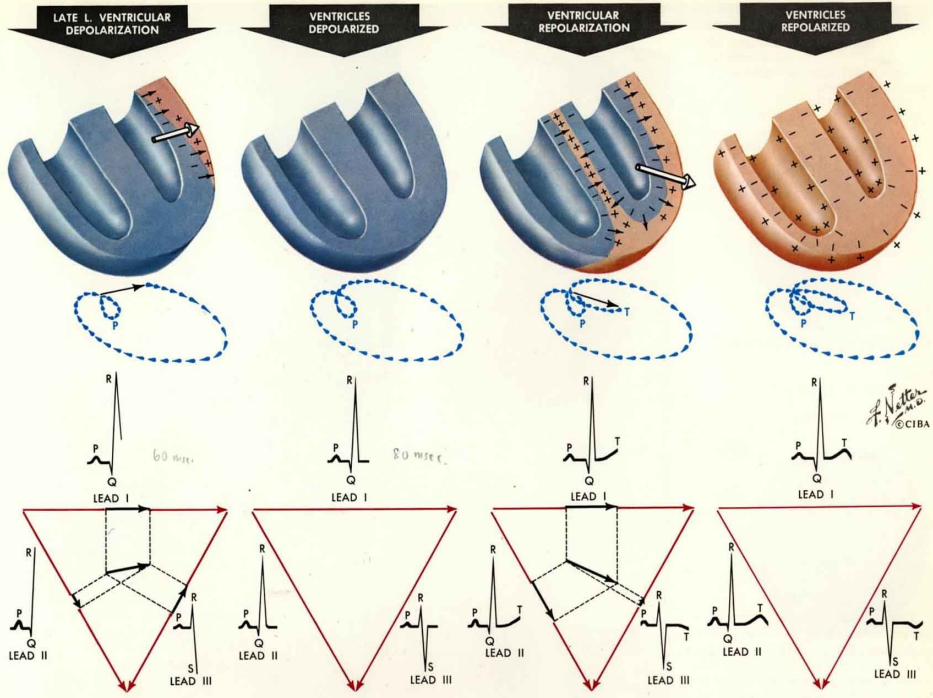 LATE L. VENTRICULAR
DEPOLARIZATION
VENTRICLES
DEPOLARIZED
VENTRICULAR
REPOLARIZATION
VENTRICLES
REPOLARIZED
P
P
P
T
P
T
R
P
Q
LEAD I
60 msec.
R
P
Q
LEAD I
80 msec.
R
P
T
Q
LEAD I
R
P
T
Q
LEAD I
F. Netter
M.D.
© CIBA
R
P
Q
LEAD II
R
P
S
LEAD III
R
P
Q
LEAD II
R
P
S
LEAD III
R
P
T
Q
LEAD II
R
P
T
S
LEAD III
R
P
T
Q
LEAD II
R
P
T
S
LEAD III